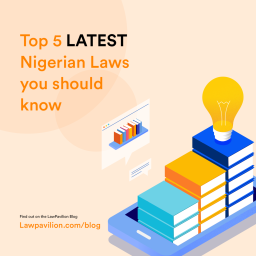 Top 5 LATEST
Nigerian Laws
you should
know
Find out on the LawPavilion Blog
Lawpavilion.com/blog